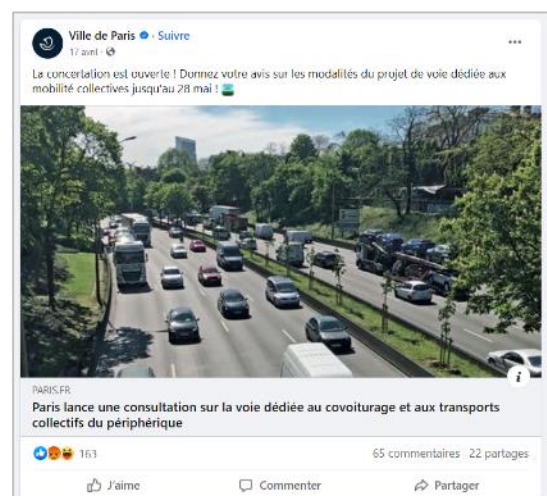 Ville de Paris · Suivre
17 avril ·
La concertation est ouverte ! Donnez votre avis sur les modalités du projet de voie dédiée aux
mobilité collectives jusqu'au 28 mai !
PARIS.FR
Paris lance une consultation sur la voie dédiée au covoiturage et aux transports
collectifs du périphérique
163
65 commentaires 22 partages
J'aime
Commenter
Partager